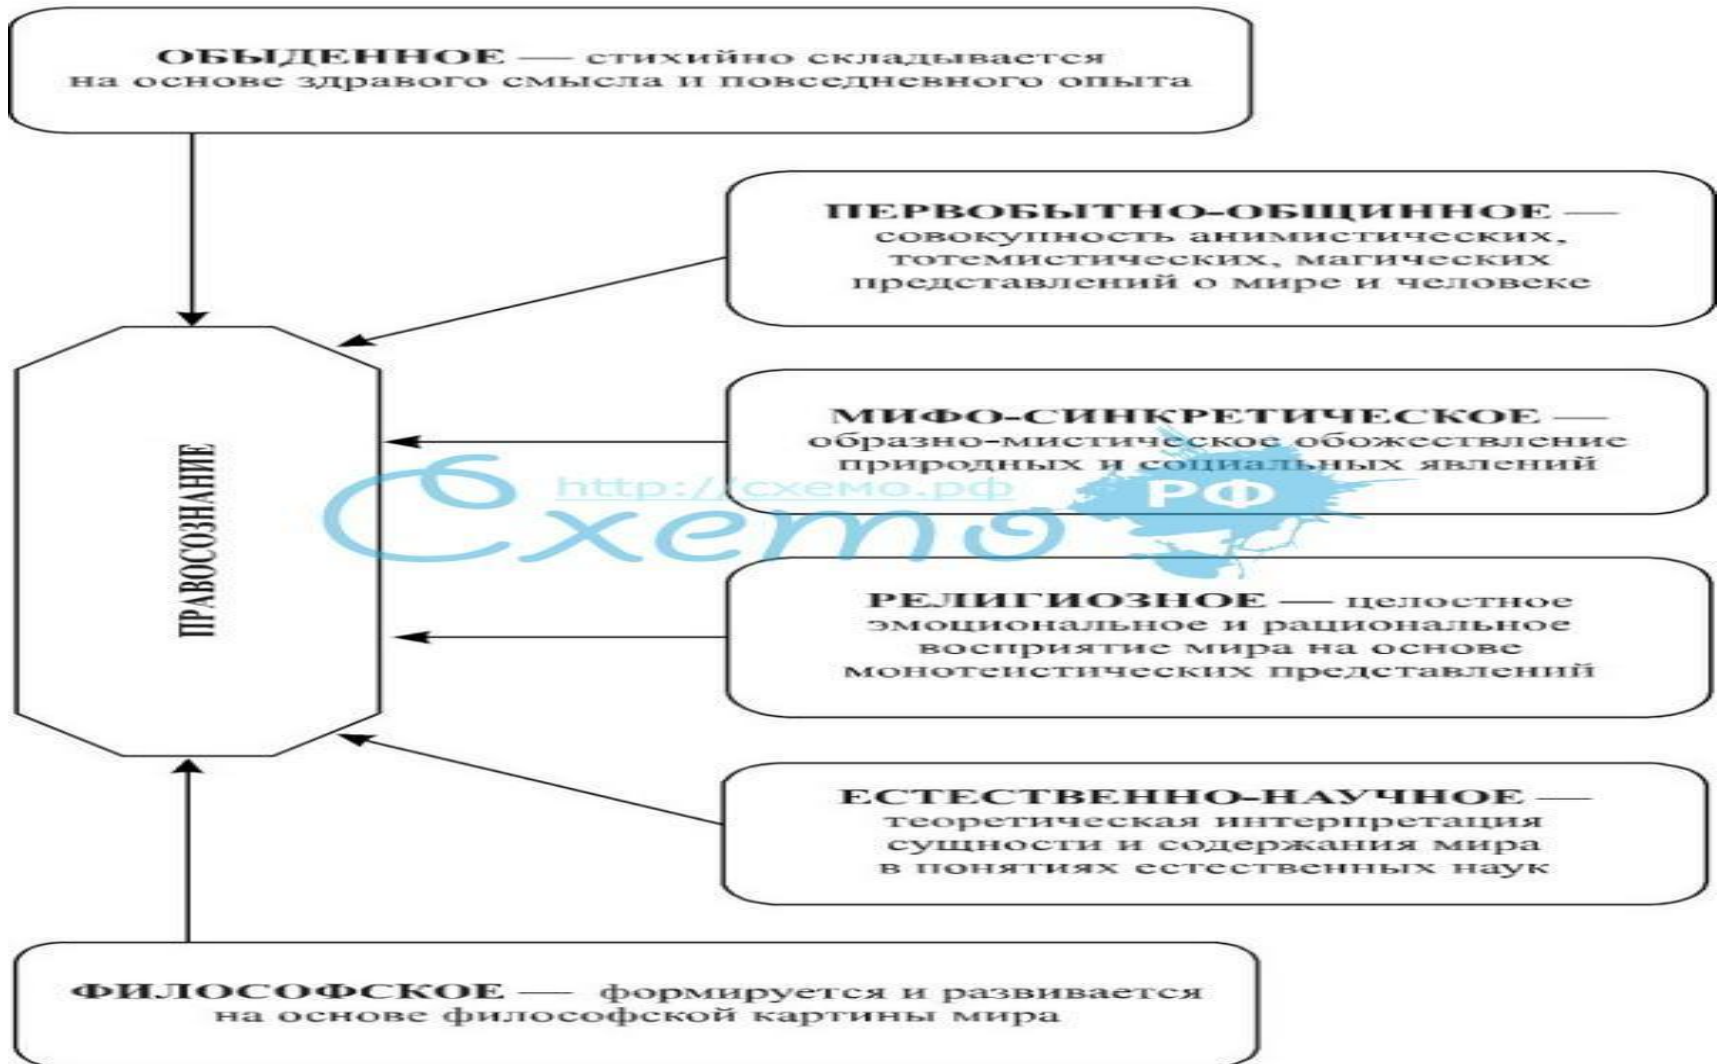 ОБЫДЕННОЕ — стихийно складывается
на основе здравого смысла и повседневного опыта
ПЕРВОБЫТНО-ОБЩИННОЕ —
совокупность анимистических,
тотемистических, магических
представлений о мире и человеке
МИФО-СИНКРЕТИЧЕСКОЕ —
образно-мистическое обожествление
природных и социальных явлений
ПРАВОСОЗНАНИЕ
http://схемо.рф
Схемо
РФ
РЕЛИГИОЗНОЕ — целостное
эмоциональное и рациональное
восприятие мира на основе
монотеистических представлений
ЕСТЕСТВЕННО-НАУЧНОЕ —
теоретическая интерпретация
сущности и содержания мира
в понятиях естественных наук
ФИЛОСОФСКОЕ — формируется и развивается
на основе философской картины мира